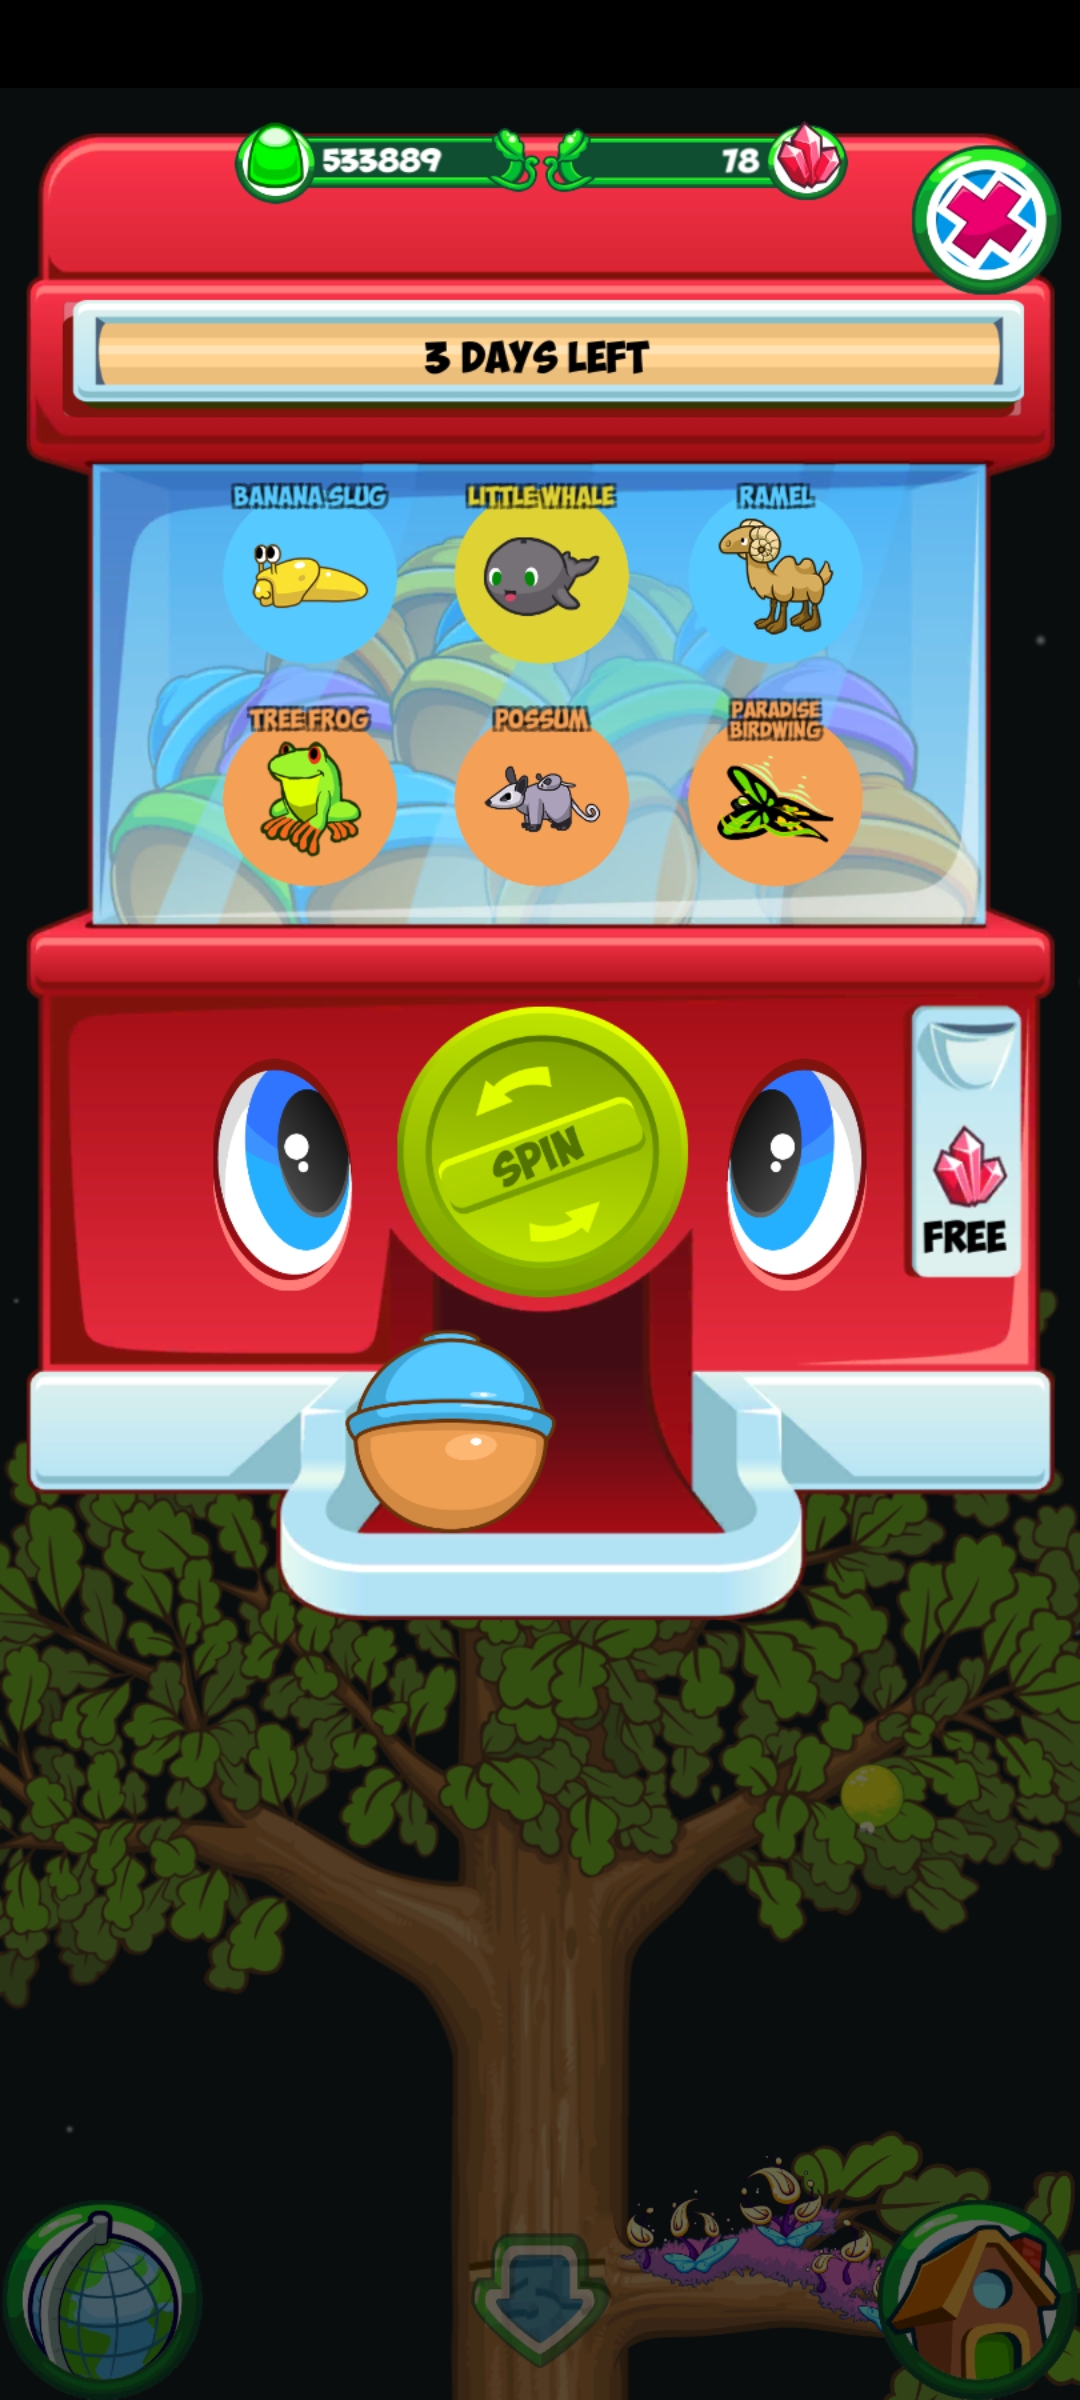 533889
78
3 DAYS LEFT
BANANA SLUG
LITTLE WHALE
RAMEL
TREE FROG
POSSUM
PARADISE
BIRDWING
SPIN
FREE